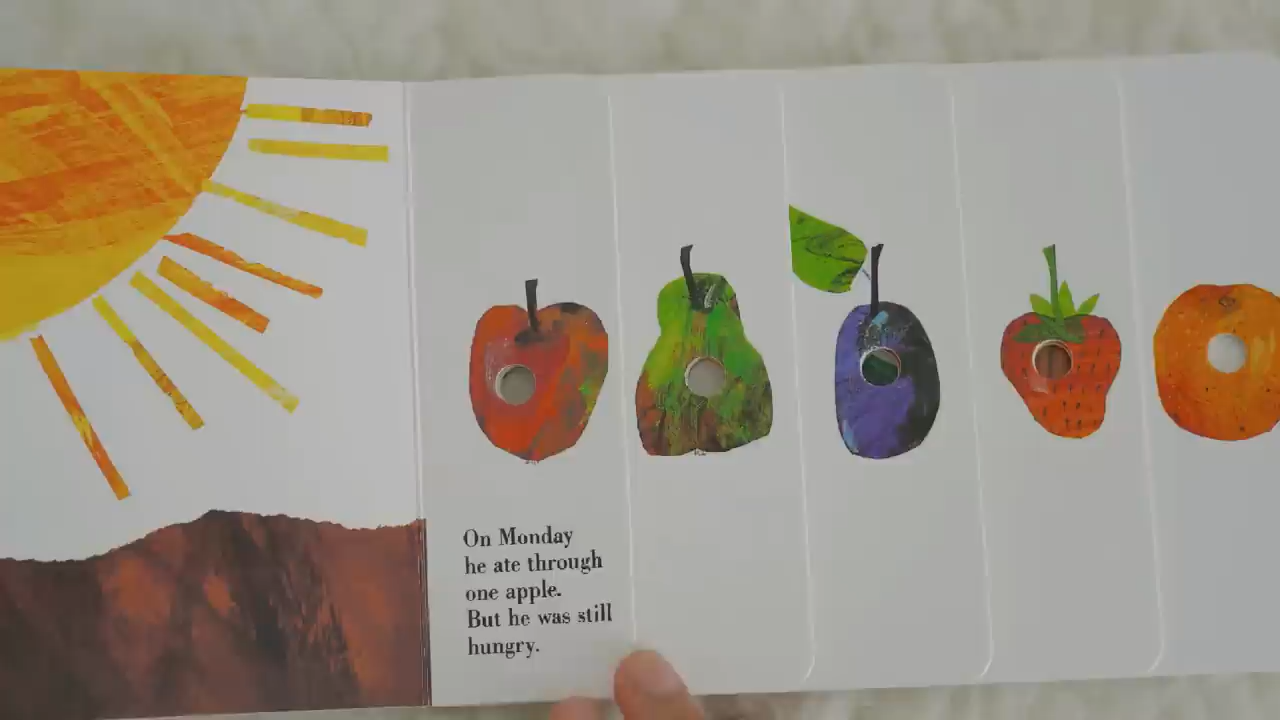 On Monday
he ate through
one apple.
But he was still
hungry.